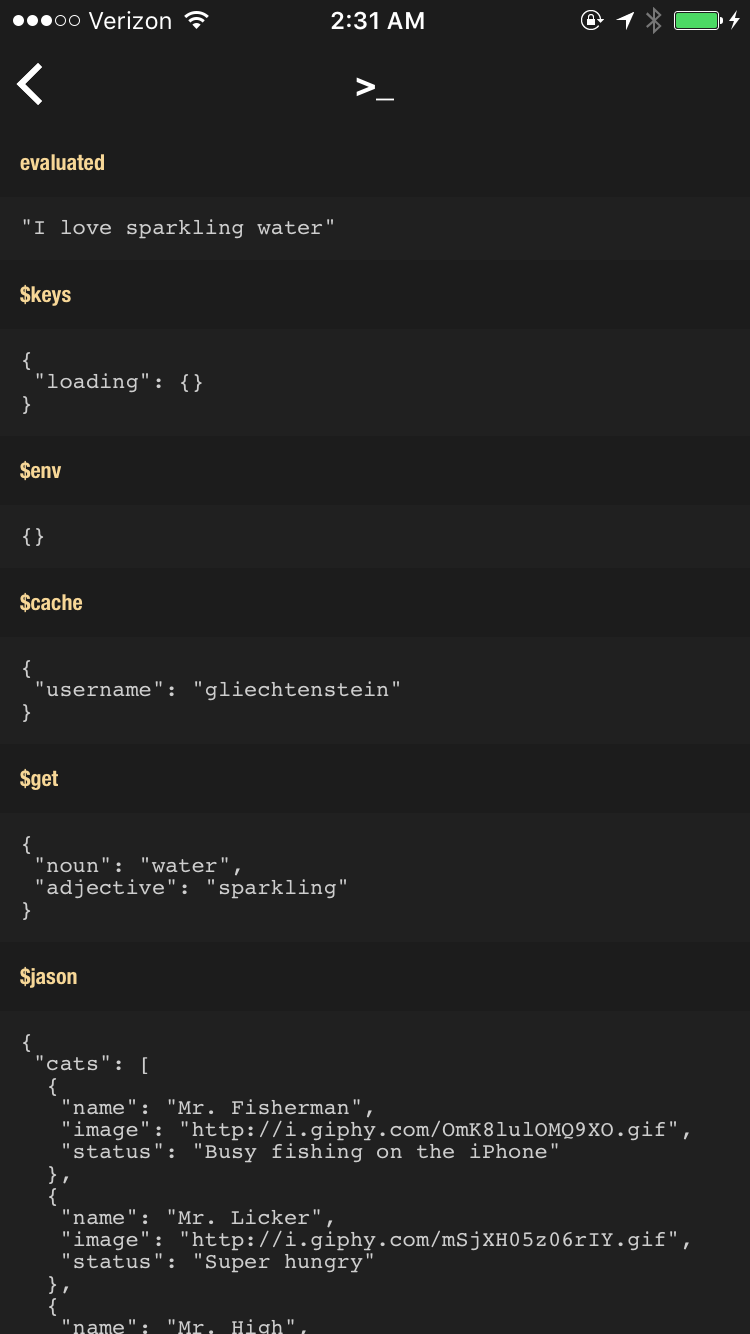 Verizon 2:31 AM
>_
evaluated
"I love sparkling water"
$keys
{
 "loading": {}
}
$env
{}
$cache
{
 "username": "gliechtenstein"
}
$get
{
 "noun": "water",
 "adjective": "sparkling"
}
$jason
{
 "cats": [
  {
   "name": "Mr. Fisherman",
   "image": "http://i.giphy.com/OmK8lulOMQ9XO.gif",
   "status": "Busy fishing on the iPhone"
  },
  {
   "name": "Mr. Licker",
   "image": "http://i.giphy.com/mSjXH05z06rIY.gif",
   "status": "Super hungry"
  },
  {
   "name": "Mr. High",